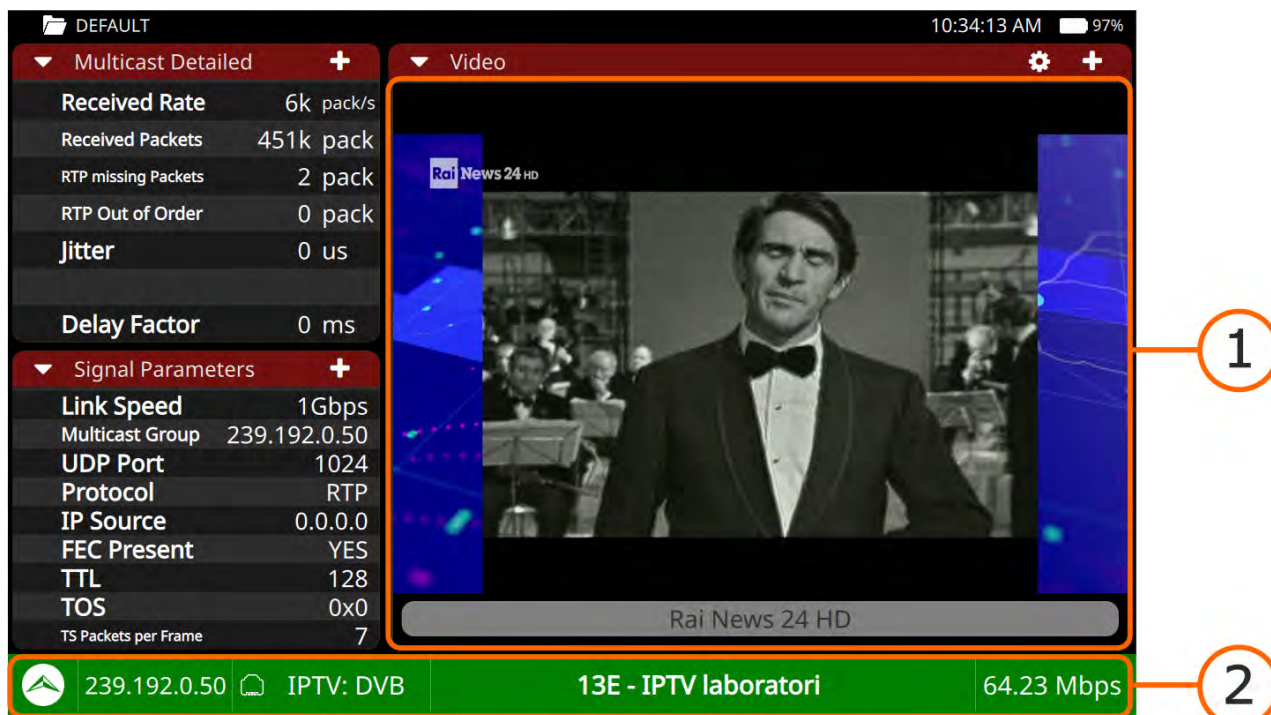 DEFAULT
10:34:13 AM 97%
Multicast Detailed
Received Rate 6k pack/s
Received Packets 451k pack
RTP missing Packets 2 pack
RTP Out of Order 0 pack
Jitter 0 us
Delay Factor 0 ms
Signal Parameters
Link Speed 1Gbps
Multicast Group 239.192.0.50
UDP Port 1024
Protocol RTP
IP Source 0.0.0.0
FEC Present YES
TTL 128
TOS 0x0
TS Packets per Frame 7
Video
Rai News 24 HD
Rai News 24 HD
1
239.192.0.50 IPTV: DVB 13E - IPTV laboratori 64.23 Mbps
2